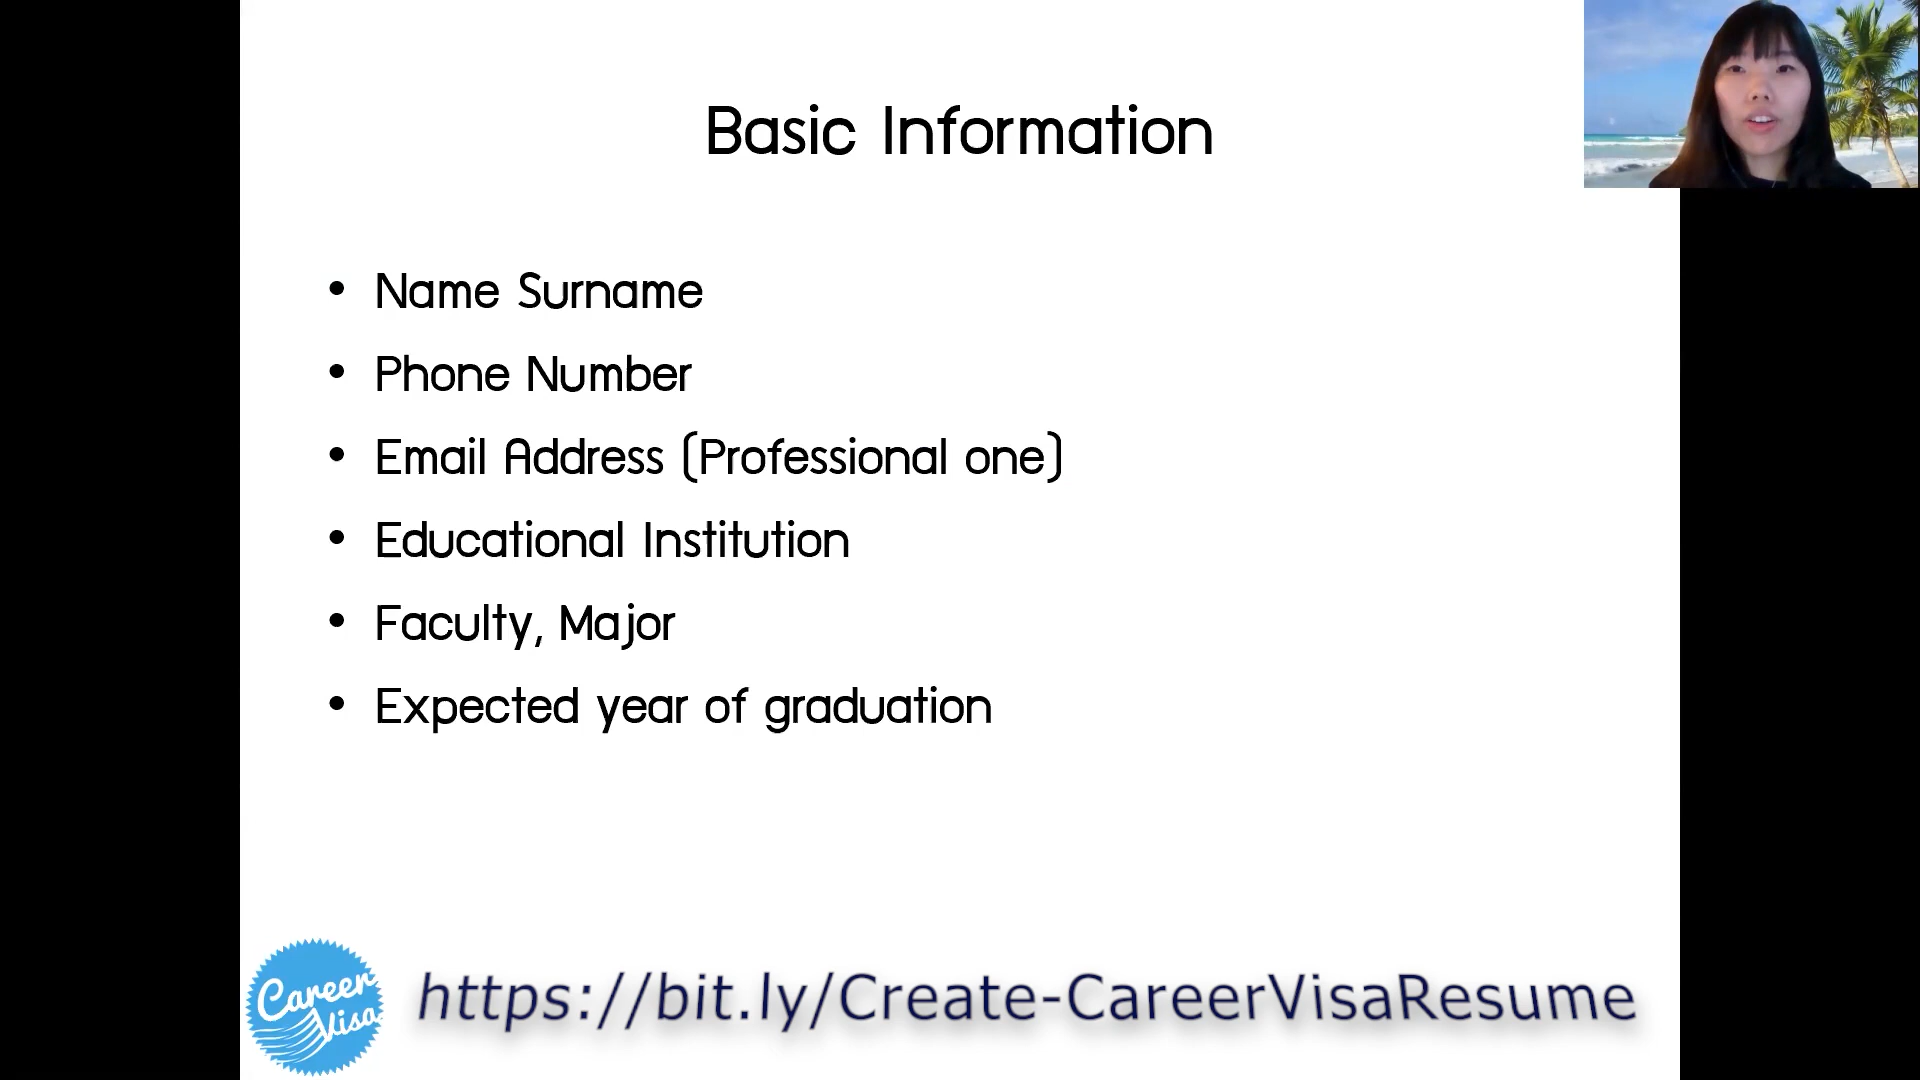 Basic Information
• Name Surname
• Phone Number
• Email Address (Professional one)
• Educational Institution
• Faculty, Major
• Expected year of graduation
Career
Visa
https://bit.ly/Create-CareerVisaResume